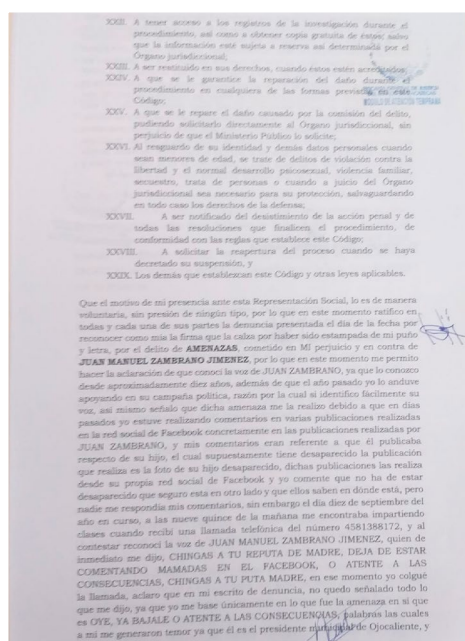 XXII. A tener acceso a los registros de la investigación durante el
procedimiento, así como a obtener copia gratuita de éstos, salvo
que la información esté sujeta a reserva así determinada por el
Órgano jurisdiccional;
XXIII. A ser restituido en sus derechos, cuando éstos estén acreditados;
XXIV. A que se le garantice la reparación del daño durante el
procedimiento en cualquiera de las formas previstas en este
Código;
MODULO DE ATENCIÓN TEMPRANA
XXV. A que se le repare el daño causado por la comisión del delito,
pudiendo solicitarlo directamente al Órgano jurisdiccional, sin
perjuicio de que el Ministerio Público lo solicite;
XXVI. Al resguardo de su identidad y demás datos personales cuando
sean menores de edad, se trate de delitos de violación contra la
libertad y el normal desarrollo psicosexual, violencia familiar,
secuestro, trata de personas o cuando a juicio del Órgano
jurisdiccional sea necesario para su protección, salvaguardando
en todo caso los derechos de la defensa;
XXVII. A ser notificado del desistimiento de la acción penal y de
todas las resoluciones que finalicen el procedimiento, de
conformidad con las reglas que establece este Código;
XXVIII. A solicitar la reapertura del proceso cuando se haya
decretado su suspensión, y
XXIX. Los demás que establezcan este Código y otras leyes aplicables.
Que el motivo de mi presencia ante esta Representación Social, lo es de manera
voluntaria, sin presión de ningún tipo, por lo que en este momento ratifico en
todas y cada una de sus partes la denuncia presentada el día de la fecha por
reconocer como mia la firma que la calza por haber sido estampada de mi puño
y letra, por el delito de AMENAZAS, cometido en MI perjuicio y en contra de
JUAN MANUEL ZAMBRANO JIMENEZ, por lo que en este momento me permito
hacer la aclaración de que conocí la voz de JUAN ZAMBRANO, ya que lo conozco
desde aproximadamente diez años, además de que el año pasado yo lo anduve
apoyando en su campaña política, razón por la cual si identifico fácilmente su
voz, así mismo señalo que dicha amenaza me la realizo debido a que en días
pasados yo estuve realizando comentarios en varias publicaciones realizadas
en la red social de Facebook concretamente en las publicaciones realizadas por
JUAN ZAMBRANO, y mis comentarios eran referente a que él publicaba
respecto de su hijo, el cual supuestamente tiene desaparecido la publicación
que realiza es la foto de su hijo desaparecido, dichas publicaciones las realiza
desde su propia red social de Facebook y yo comente que no ha de estar
desaparecido que seguro esta en otro lado y que ellos saben en dónde está, pero
nadie me respondía mis comentarios, sin embargo el día diez de septiembre del
año en curso, a las nueve quince de la mañana me encontraba impartiendo
clases cuando recibí una llamada telefónica del número 4581388172, y al
contestar reconocí la voz de JUAN MANUEL ZAMBRANO JIMENEZ, quien de
inmediato me dijo, CHINGAS A TU REPUTA DE MADRE, DEJA DE ESTAR
COMENTANDO MAMADAS EN EL FACEBOOK, O ATENTE A LAS
CONSECUENCIAS, CHINGAS A TU PUTA MADRE, en ese momento yo colgué
la llamada, aclaro que en mi escrito de denuncia, no quedo señalado todo lo
que me dijo, ya que yo me base únicamente en lo que fue la amenaza en si que
es OYE, YA BAJALE O ATENTE A LAS CONSECUENCIAS, palabras las cuales
a mi me generaron temor ya que él es el presidente municipal de Ojocaliente, y